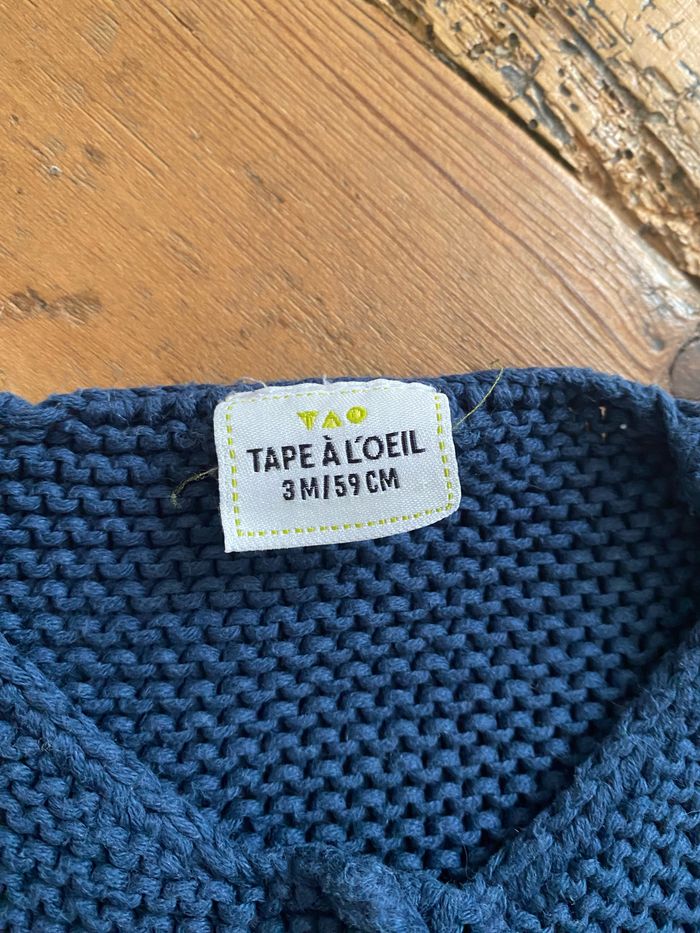 TAO
TAPE À L'OEIL
3 M/59 CM